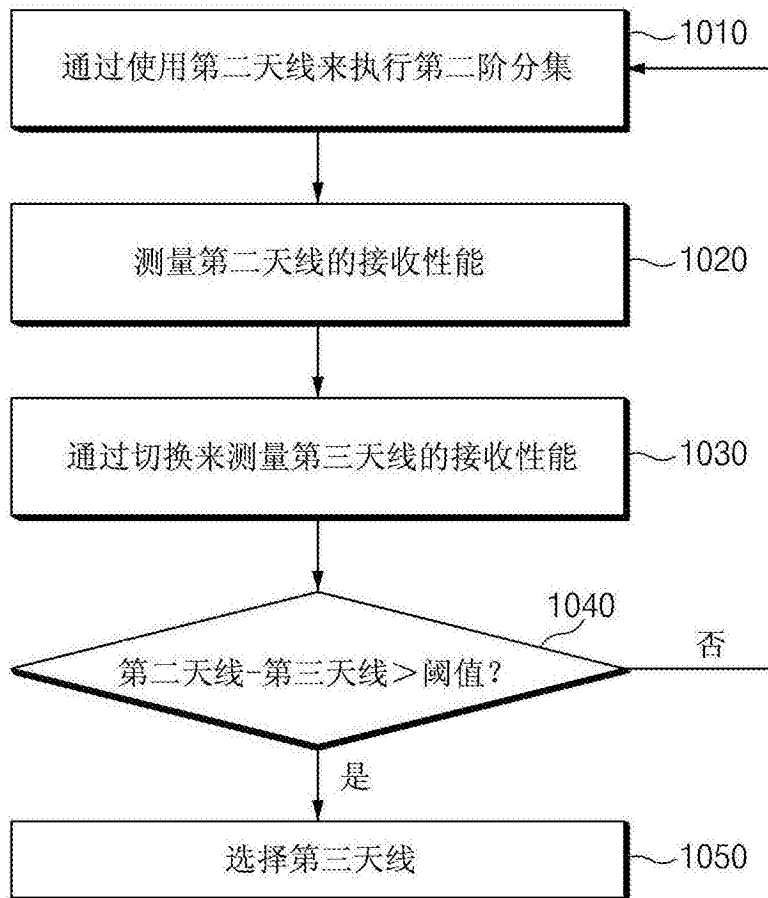 通过使用第二天线来执行第二阶分集
1010
测量第二天线的接收性能
1020
通过切换来测量第三天线的接收性能
1030
1040
第二天线-第三天线>阈值?
否
是
选择第三天线
1050